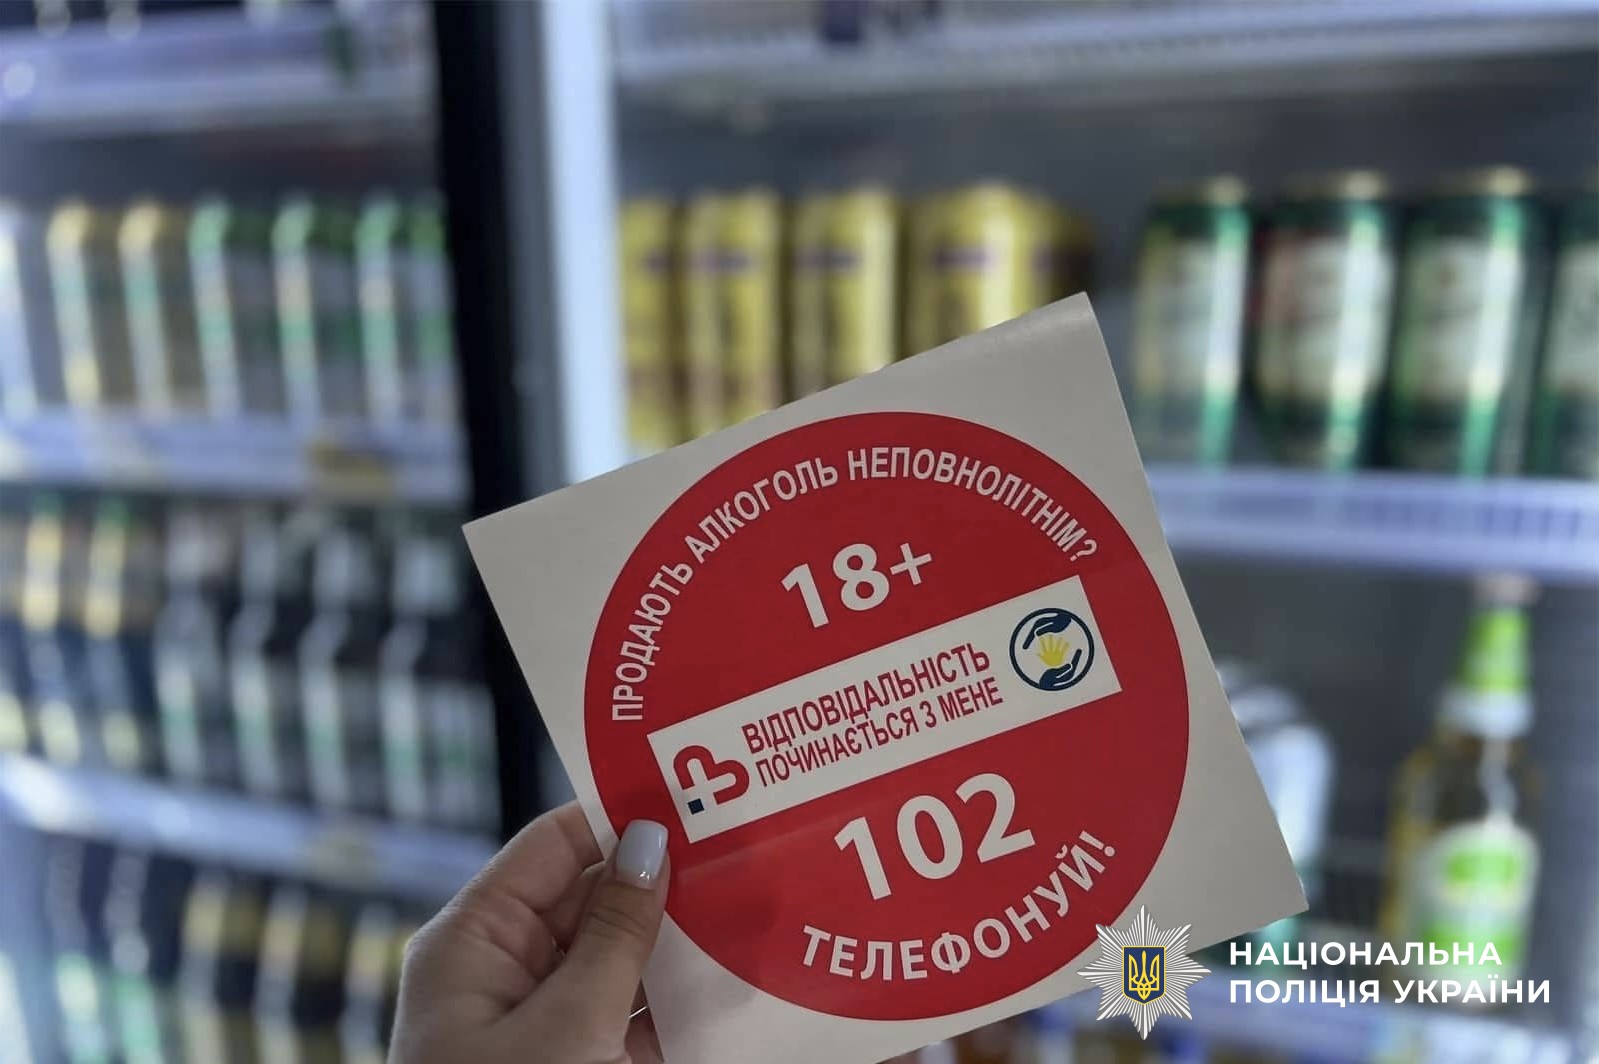 ПРОДАЮТЬ АЛКОГОЛЬ НЕПОВНОЛІТНІМ?
18+
ВІДПОВІДАЛЬНІСТЬ
ПОЧИНАЄТЬСЯ З МЕНЕ
102
ТЕЛЕФОНУЙ!
НАЦІОНАЛЬНА
ПОЛІЦІЯ УКРАЇНИ